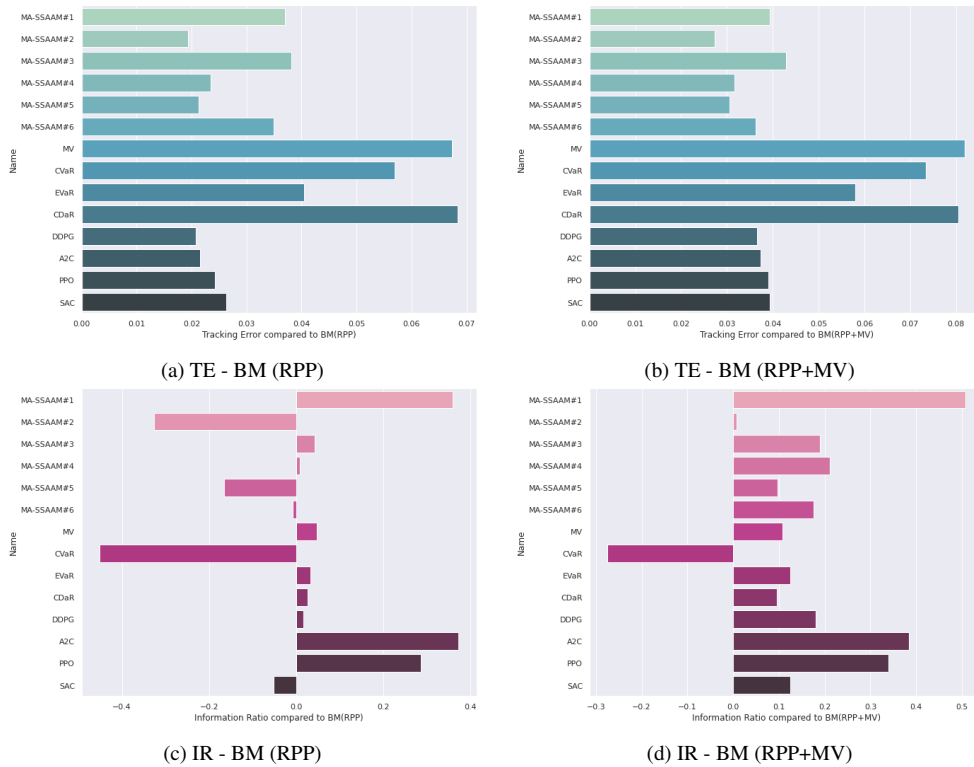 MA-SSAAM#1
MA-SSAAM#2
MA-SSAAM#3
MA-SSAAM#4
MA-SSAAM#5
MA-SSAAM#6
MV
CVaR
EVaR
CDaR
DDPG
A2C
PPO
SAC
Name
0.00 0.01 0.02 0.03 0.04 0.05 0.06 0.07
Tracking Error compared to BM(RPP)
(a) TE - BM (RPP)
MA-SSAAM#1
MA-SSAAM#2
MA-SSAAM#3
MA-SSAAM#4
MA-SSAAM#5
MA-SSAAM#6
MV
CVaR
EVaR
CDaR
DDPG
A2C
PPO
SAC
Name
0.00 0.01 0.02 0.03 0.04 0.05 0.06 0.07 0.08
Tracking Error compared to BM(RPP+MV)
(b) TE - BM (RPP+MV)
MA-SSAAM#1
MA-SSAAM#2
MA-SSAAM#3
MA-SSAAM#4
MA-SSAAM#5
MA-SSAAM#6
MV
CVaR
EVaR
CDaR
DDPG
A2C
PPO
SAC
Name
−0.4 −0.2 0.0 0.2 0.4
Information Ratio compared to BM(RPP)
(c) IR - BM (RPP)
MA-SSAAM#1
MA-SSAAM#2
MA-SSAAM#3
MA-SSAAM#4
MA-SSAAM#5
MA-SSAAM#6
MV
CVaR
EVaR
CDaR
DDPG
A2C
PPO
SAC
Name
−0.3 −0.2 −0.1 0.0 0.1 0.2 0.3 0.4 0.5
Information Ratio compared to BM(RPP+MV)
(d) IR - BM (RPP+MV)